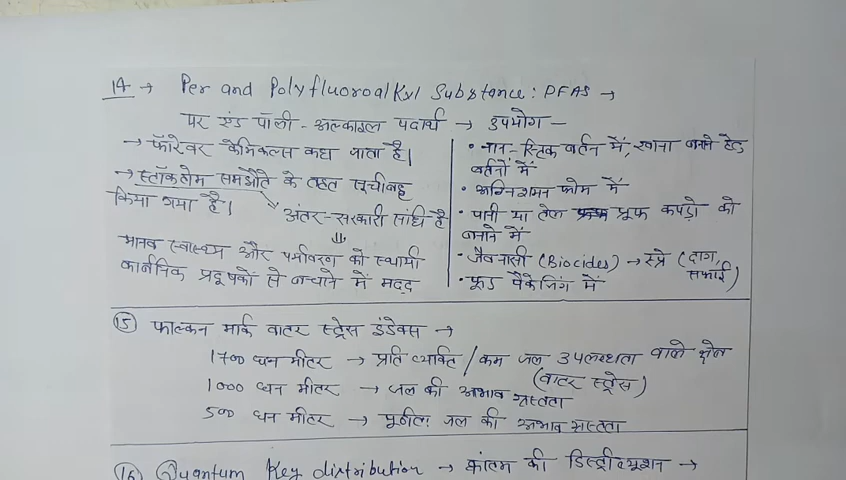 14 → Per and Polyfluoroalkyl Substance: PFAS →
पर एंड पॉली-अल्काइल पदार्थ → उपयोग —
→ फॉरेवर केमिकल्स कहा जाता है।
→ स्टॉकहोम समझौते के तहत सूचीबद्ध
किया गया है।
अंतर-सरकारी संधि है
⇓
मानव स्वास्थ्य और पर्यावरण को स्थायी
कार्बनिक प्रदूषकों से बचाने में मदद
• नान-स्टिक बर्तन में, खाना बनाने हेतु
बर्तनों में
• अग्निशमन फोम में
• पानी या तेल प्रूफ कपड़ो को
बनाने में
• जैवनाशी (Biocides) → स्प्रे (दाग,
सफाई)
• फूड पैकेजिंग में
15 फाल्कन मार्क वाटर स्ट्रेस इंडेक्स →
1700 घन मीटर → प्रति व्यक्ति / कम जल उपलब्धता वाले क्षेत्र
(वाटर स्ट्रेस)
1000 घन मीटर → जल की अभाव ग्रस्तता
500 घन मीटर → पूर्णतः जल की अभाव ग्रस्तता
16 Quantum Key distribution → क्वांतम की डिस्ट्रीब्यूशन →